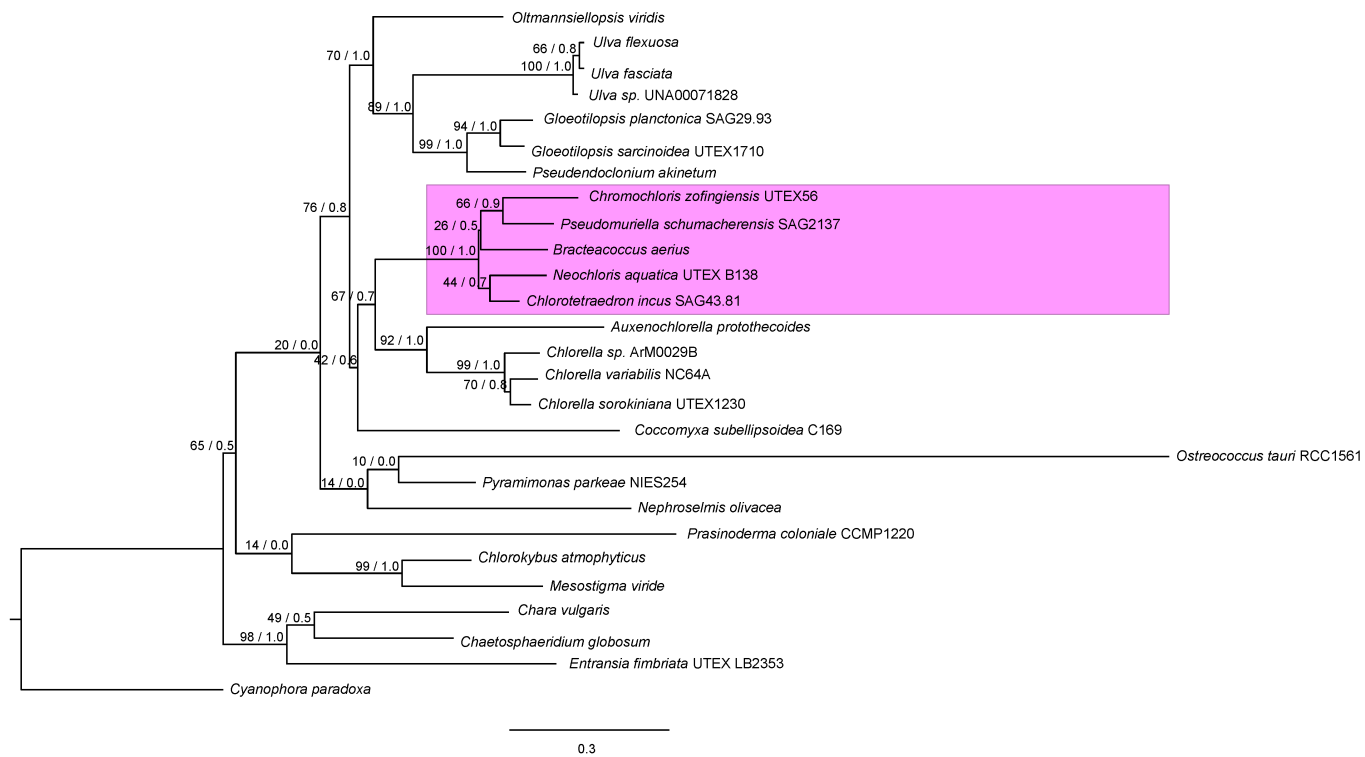 Oltmannsiellopsis viridis
70 / 1.0
66 / 0.8
Ulva flexuosa
100 / 1.0
Ulva fasciata
Ulva sp. UNA00071828
89 / 1.0
94 / 1.0
Gloeotilopsis planctonica SAG29.93
99 / 1.0
Gloeotilopsis sarcinoidea UTEX1710
Pseudendoclonium akinetum
76 / 0.8
66 / 0.9
Chromochloris zofingiensis UTEX56
26 / 0.5
Pseudomuriella schumacherensis SAG2137
100 / 1.0
Bracteacoccus aerius
44 / 0.7
Neochloris aquatica UTEX B138
Chlorotetraedron incus SAG43.81
67 / 0.7
Auxenochlorella protothecoides
92 / 1.0
20 / 0.0
42 / 0.6
99 / 1.0
Chlorella sp. ArM0029B
70 / 0.8
Chlorella variabilis NC64A
Chlorella sorokiniana UTEX1230
Coccomyxa subellipsoidea C169
65 / 0.5
10 / 0.0
Ostreococcus tauri RCC1561
14 / 0.0
Pyramimonas parkeae NIES254
Nephroselmis olivacea
14 / 0.0
Prasinoderma coloniale CCMP1220
99 / 1.0
Chlorokybus atmophyticus
Mesostigma viride
49 / 0.5
Chara vulgaris
98 / 1.0
Chaetosphaeridium globosum
Entransia fimbriata UTEX LB2353
Cyanophora paradoxa
0.3